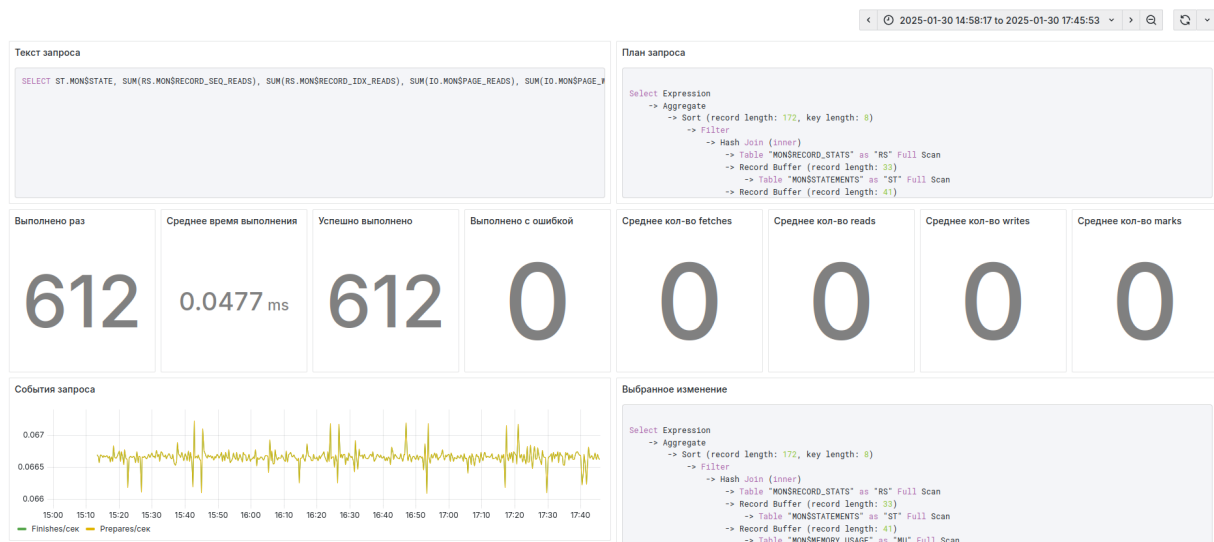 2025-01-30 14:58:17 to 2025-01-30 17:45:53
Текст запроса
SELECT ST.MON$STATE, SUM(RS.MON$RECORD_SEQ_READS), SUM(RS.MON$RECORD_IDX_READS), SUM(IO.MON$PAGE_READS), SUM(IO.MON$PAGE_W
План запроса
Select Expression
-> Aggregate
-> Sort (record length: 172, key length: 8)
-> Filter
-> Hash Join (inner)
-> Table "MON$RECORD_STATS" as "RS" Full Scan
-> Record Buffer (record length: 33)
-> Table "MON$STATEMENTS" as "ST" Full Scan
-> Record Buffer (record length: 41)
Выполнено раз
612
Среднее время выполнения
0.0477 ms
Успешно выполнено
612
Выполнено с ошибкой
0
Среднее кол-во fetches
0
Среднее кол-во reads
0
Среднее кол-во writes
0
Среднее кол-во marks
0
События запроса
0.067
0.0665
0.066
15:00 15:10 15:20 15:30 15:40 15:50 16:00 16:10 16:20 16:30 16:40 16:50 17:00 17:10 17:20 17:30 17:40
Finishes/сек Prepares/сек
Выбранное изменение
Select Expression
-> Aggregate
-> Sort (record length: 172, key length: 8)
-> Filter
-> Hash Join (inner)
-> Table "MON$RECORD_STATS" as "RS" Full Scan
-> Record Buffer (record length: 33)
-> Table "MON$STATEMENTS" as "ST" Full Scan
-> Record Buffer (record length: 41)
-> Table "MON$MEMORY_USAGE" as "MU" Full Scan